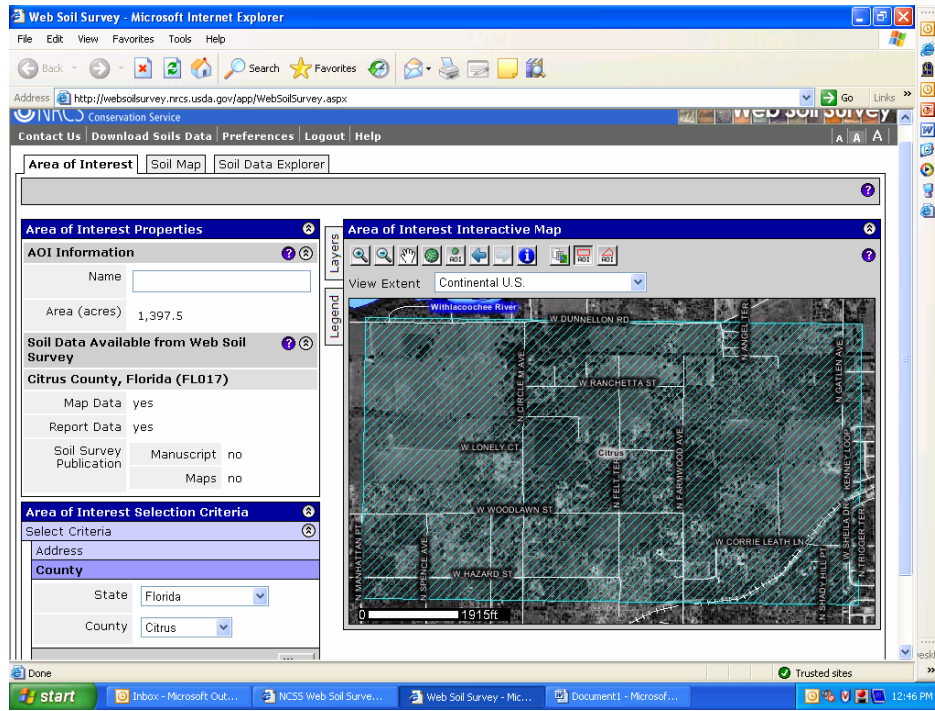 Web Soil Survey - Microsoft Internet Explorer
File Edit View Favorites Tools Help
Back Search Favorites
Address http://websoilsurvey.nrcs.usda.gov/app/WebSoilSurvey.aspx Go Links »
NRCS Conservation Service Web Soil Survey
Contact Us | Download Soils Data | Preferences | Logout | Help A A A
Area of Interest Soil Map Soil Data Explorer
Area of Interest Properties
AOI Information
Name
Area (acres) 1,397.5
Soil Data Available from Web Soil
Survey
Citrus County, Florida (FL017)
Map Data yes
Report Data yes
Soil Survey
Publication
Manuscript no
Maps no
Area of Interest Selection Criteria
Select Criteria
Address
County
State Florida
County Citrus
Layers
Legend
Area of Interest Interactive Map
AOI AOI AOI
View Extent Continental U.S.
Withlacoochee River
W DUNNELLON RD
N ANGEL TER
N GATLEN AVE
N CIRCLE M AVE
W RANCHETTA ST
W LONELY CT
Citrus
N FELT TER
N FARMWOOD AVE
N KENNEY LOOP
W WOODLAWN ST
W CORRIE LEATH LN
W SHEILA DR
N TRIGGER TER
N MANHATTAN PT
N SPENCE AVE
W HAZARD ST
N SHADY HILL PT
0 1915ft
Done Trusted sites
start Inbox - Microsoft Out... NCSS Web Soil Surve... Web Soil Survey - Mic... Document1 - Microsof... 12:46 PM